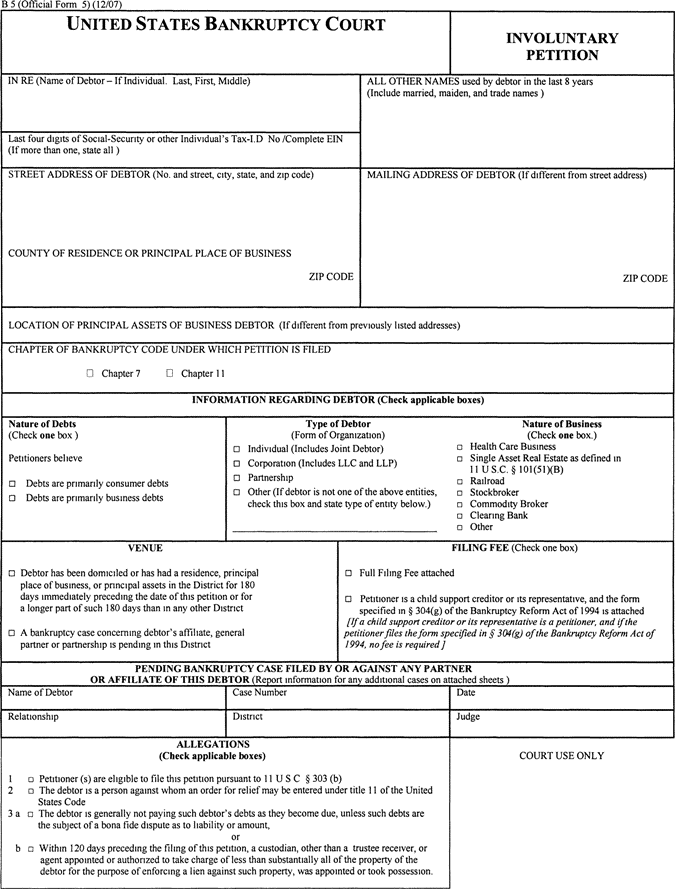 B 5 (Official Form 5) (12/07)
UNITED STATES BANKRUPTCY COURT
INVOLUNTARY
PETITION
IN RE (Name of Debtor – If Individual. Last, First, Middle)
ALL OTHER NAMES used by debtor in the last 8 years
(Include married, maiden, and trade names )
Last four digits of Social-Security or other Individual's Tax-I.D No /Complete EIN
(If more than one, state all )
STREET ADDRESS OF DEBTOR (No. and street, city, state, and zip code)
MAILING ADDRESS OF DEBTOR (If different from street address)
COUNTY OF RESIDENCE OR PRINCIPAL PLACE OF BUSINESS
ZIP CODE
ZIP CODE
LOCATION OF PRINCIPAL ASSETS OF BUSINESS DEBTOR (If different from previously listed addresses)
CHAPTER OF BANKRUPTCY CODE UNDER WHICH PETITION IS FILED
☐ Chapter 7 ☐ Chapter 11
INFORMATION REGARDING DEBTOR (Check applicable boxes)
Nature of Debts
(Check one box )
Petitioners believe
☐ Debts are primarily consumer debts
☐ Debts are primarily business debts
Type of Debtor
(Form of Organization)
☐ Individual (Includes Joint Debtor)
☐ Corporation (Includes LLC and LLP)
☐ Partnership
☐ Other (If debtor is not one of the above entities,
check this box and state type of entity below.)
Nature of Business
(Check one box.)
☐ Health Care Business
☐ Single Asset Real Estate as defined in
11 U S.C. § 101(51)(B)
☐ Railroad
☐ Stockbroker
☐ Commodity Broker
☐ Clearing Bank
☐ Other
VENUE
☐ Debtor has been domiciled or has had a residence, principal
place of business, or principal assets in the District for 180
days immediately preceding the date of this petition or for
a longer part of such 180 days than in any other District
☐ A bankruptcy case concerning debtor's affiliate, general
partner or partnership is pending in this District
FILING FEE (Check one box)
☐ Full Filing Fee attached
☐ Petitioner is a child support creditor or its representative, and the form
specified in § 304(g) of the Bankruptcy Reform Act of 1994 is attached
[If a child support creditor or its representative is a petitioner, and if the
petitioner files the form specified in § 304(g) of the Bankruptcy Reform Act of
1994, no fee is required ]
PENDING BANKRUPTCY CASE FILED BY OR AGAINST ANY PARTNER
OR AFFILIATE OF THIS DEBTOR (Report information for any additional cases on attached sheets )
Name of Debtor
Case Number
Date
Relationship
District
Judge
ALLEGATIONS
(Check applicable boxes)
COURT USE ONLY
1 ☐ Petitioner (s) are eligible to file this petition pursuant to 11 U S C § 303 (b)
2 ☐ The debtor is a person against whom an order for relief may be entered under title 11 of the United
States Code
3 a ☐ The debtor is generally not paying such debtor's debts as they become due, unless such debts are
the subject of a bona fide dispute as to liability or amount,
or
b ☐ Within 120 days preceding the filing of this petition, a custodian, other than a trustee receiver, or
agent appointed or authorized to take charge of less than substantially all of the property of the
debtor for the purpose of enforcing a lien against such property, was appointed or took possession.